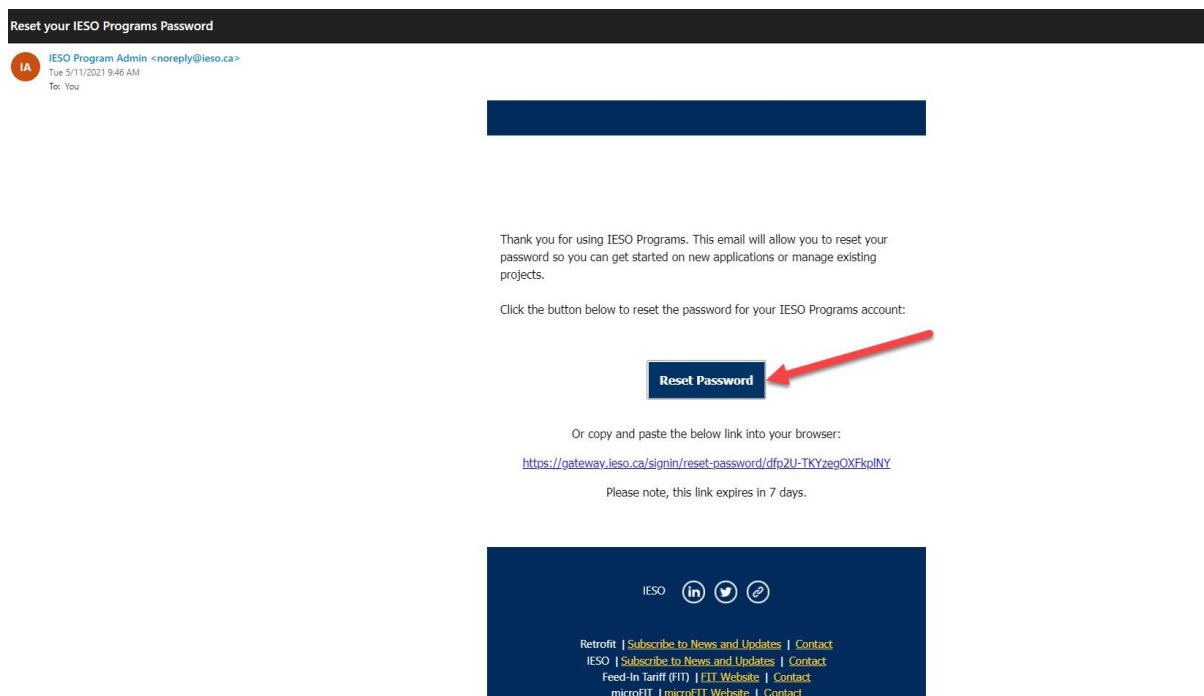 Reset your IESO Programs Password
IA
IESO Program Admin <noreply@ieso.ca>
Tue 5/11/2021 9:46 AM
To: You
Thank you for using IESO Programs. This email will allow you to reset your
password so you can get started on new applications or manage existing
projects.
Click the button below to reset the password for your IESO Programs account:
Reset Password
Or copy and paste the below link into your browser:
https://gateway.ieso.ca/signin/reset-password/dfp2U-TKYzegOXFkplNY
Please note, this link expires in 7 days.
IESO in
Retrofit | Subscribe to News and Updates | Contact
IESO | Subscribe to News and Updates | Contact
Feed-In Tariff (FIT) | FIT Website | Contact
microFIT | microFIT Website | Contact